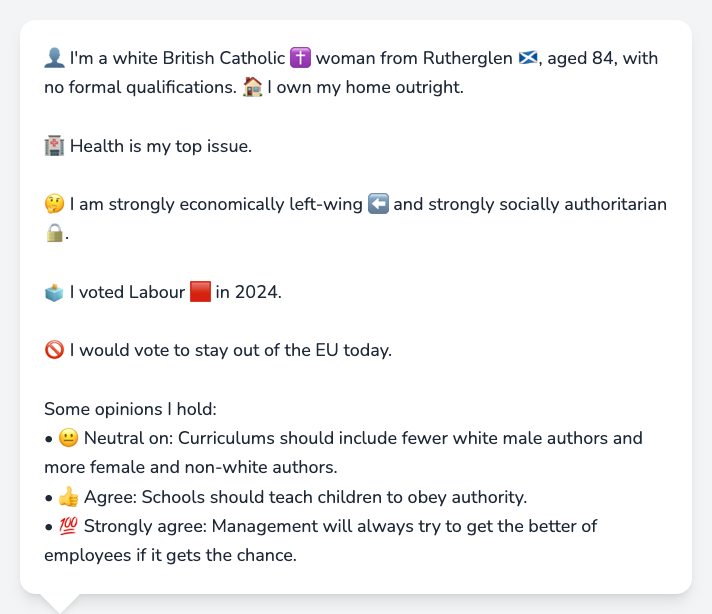 👤 I'm a white British Catholic ✝️ woman from Rutherglen 🏴󠁧󠁢󠁳󠁣󠁴󠁿, aged 84, with
no formal qualifications. 🏠 I own my home outright.
🏥 Health is my top issue.
🤔 I am strongly economically left-wing ⬅️ and strongly socially authoritarian
🔒.
🗳️ I voted Labour 🟥 in 2024.
🚫 I would vote to stay out of the EU today.
Some opinions I hold:
• 😐 Neutral on: Curriculums should include fewer white male authors and
more female and non-white authors.
• 👍 Agree: Schools should teach children to obey authority.
• 💯 Strongly agree: Management will always try to get the better of
employees if it gets the chance.